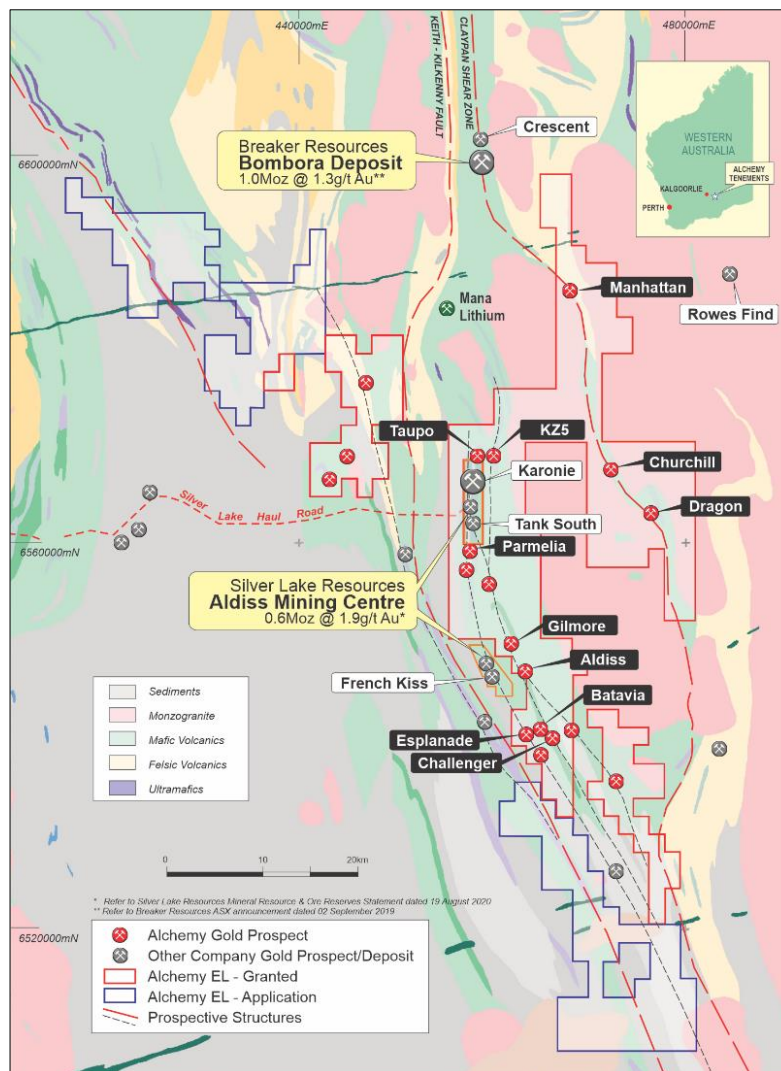 440000mE
480000mE
KEITH - KILKENNY FAULT
CLAYPAN SHEAR ZONE
WESTERN
AUSTRALIA
ALCHEMY
TENEMENTS
KALGOORLIE
PERTH
Crescent
Breaker Resources
Bombora Deposit
1.0Moz @ 1.3g/t Au**
6600000mN
Manhattan
Rowes Find
Mana
Lithium
Taupo
KZ5
Karonie
Churchill
Silver Lake Haul Road
Tank South
Dragon
6560000mN
Parmelia
Silver Lake Resources
Aldiss Mining Centre
0.6Moz @ 1.9g/t Au*
Gilmore
Aldiss
French Kiss
Batavia
Esplanade
Challenger
Sediments
Monzogranite
Mafic Volcanics
Felsic Volcanics
Ultramafics
0 10 20km
* Refer to Silver Lake Resources Mineral Resource & Ore Reserves Statement dated 19 August 2020
** Refer to Breaker Resources ASX announcement dated 02 September 2019
6520000mN
Alchemy Gold Prospect
Other Company Gold Prospect/Deposit
Alchemy EL - Granted
Alchemy EL - Application
Prospective Structures